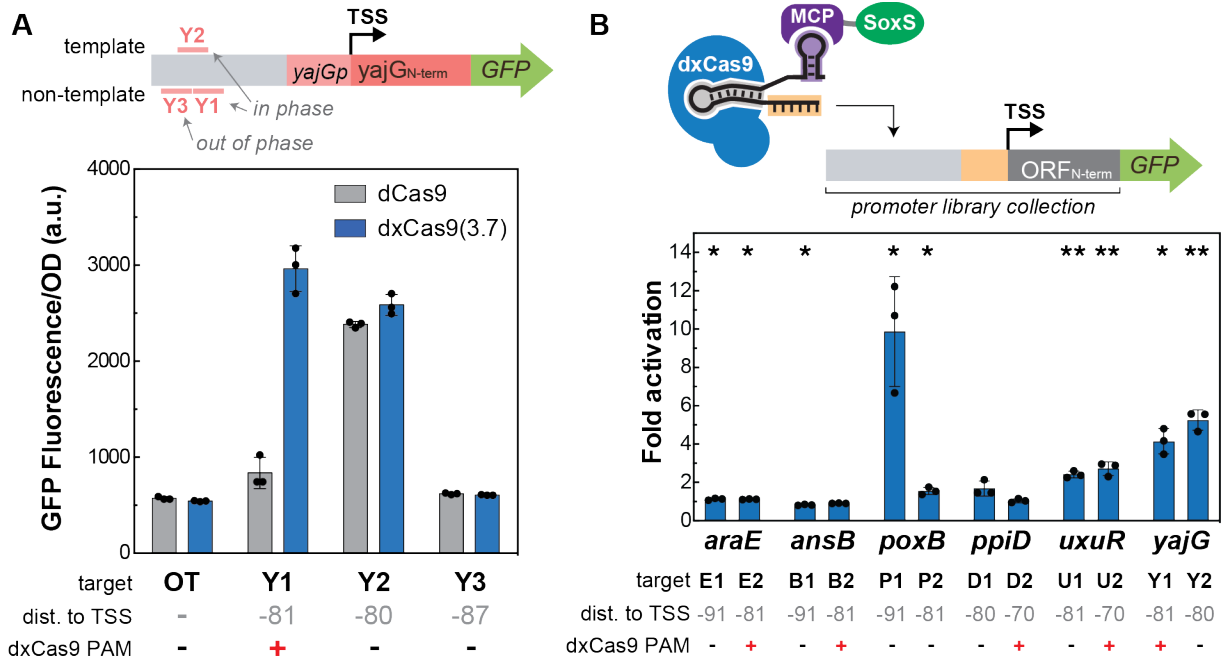 A
template
Y2
TSS
yajGp
yajGN-term
GFP
non-template
Y3
Y1
in phase
out of phase
GFP Fluorescence/OD (a.u.)
4000
3000
2000
1000
0
dCas9
dxCas9(3.7)
target OT Y1 Y2 Y3
dist. to TSS - -81 -80 -87
dxCas9 PAM - + - -
B
MCP
SoxS
dxCas9
TSS
ORFN-term
GFP
promoter library collection
Fold activation
14
12
10
8
6
4
2
0
* * * * * ** ** * **
araE ansB poxB ppiD uxuR yajG
target E1 E2 B1 B2 P1 P2 D1 D2 U1 U2 Y1 Y2
dist. to TSS -91 -81 -91 -81 -91 -81 -80 -70 -81 -70 -81 -80
dxCas9 PAM - + - + - - - + - + + -